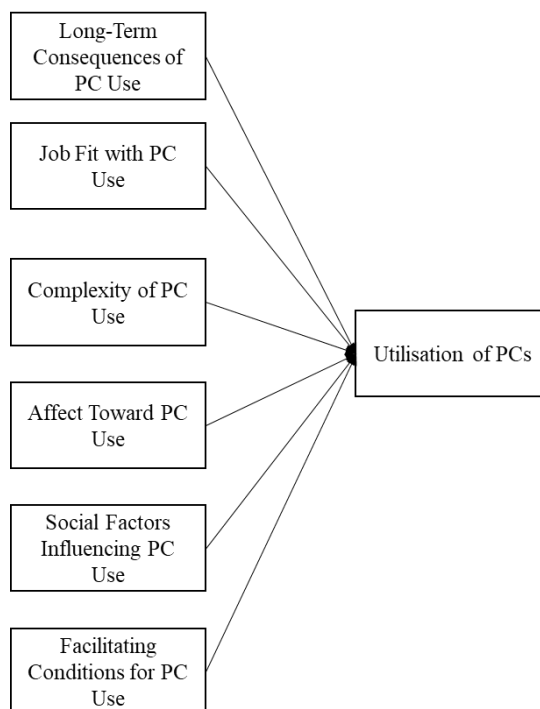 Long-Term
Consequences of
PC Use
Job Fit with PC
Use
Complexity of PC
Use
Utilisation of PCs
Affect Toward PC
Use
Social Factors
Influencing PC
Use
Facilitating
Conditions for PC
Use